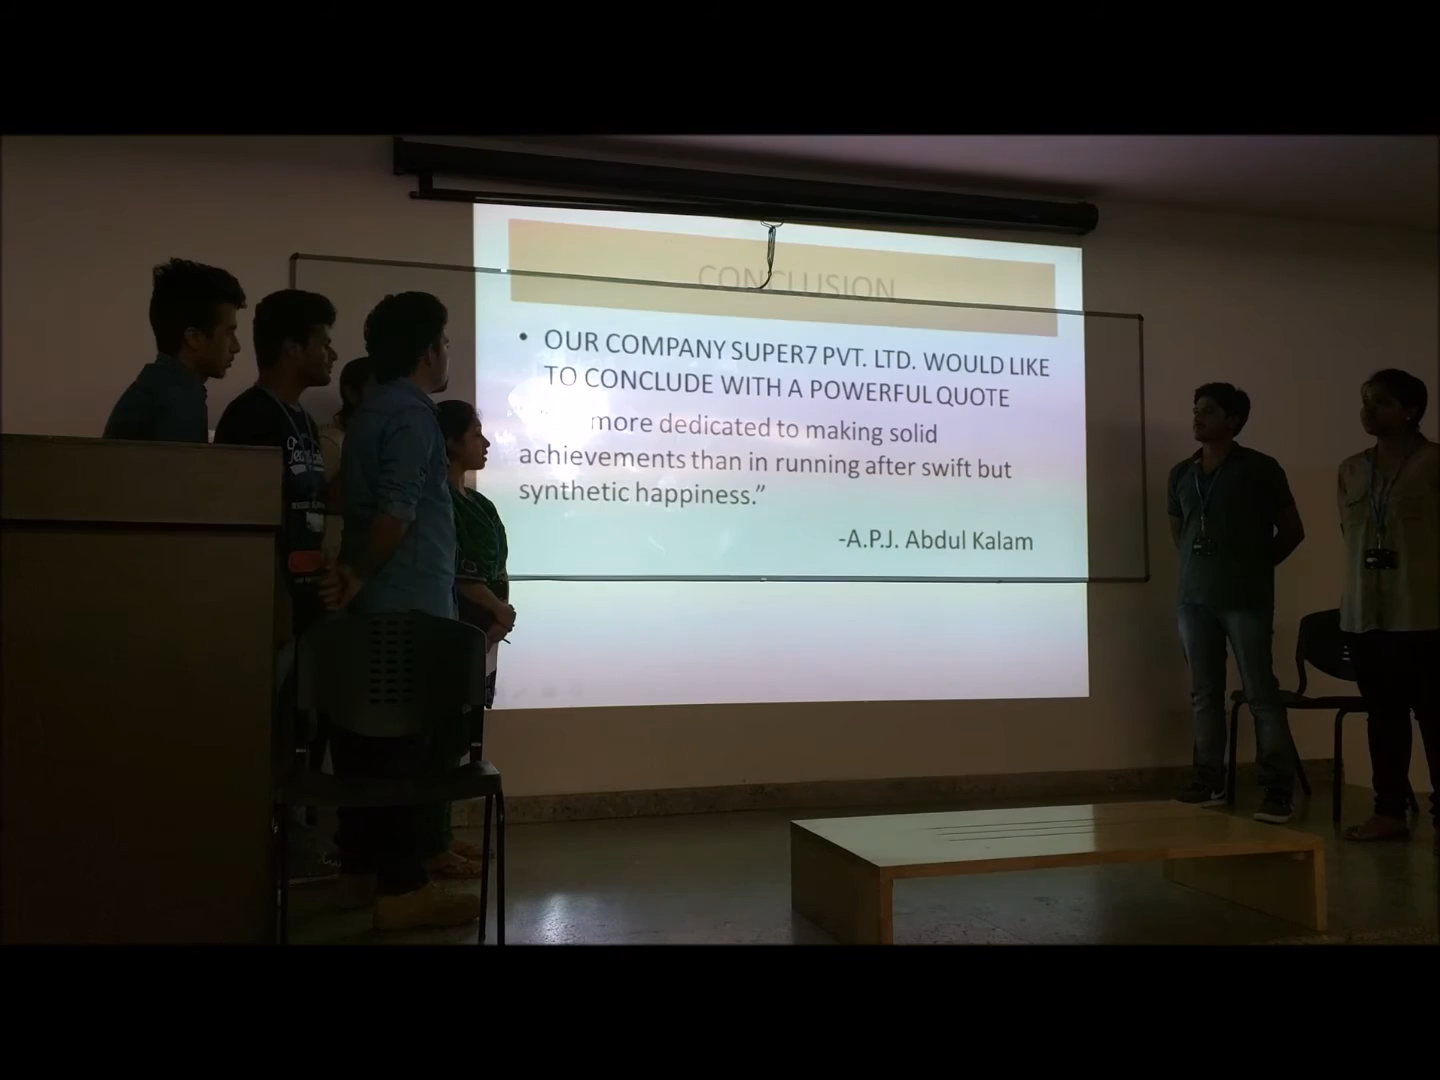 CONCLUSION
• OUR COMPANY SUPER7 PVT. LTD. WOULD LIKE
TO CONCLUDE WITH A POWERFUL QUOTE
more dedicated to making solid
achievements than in running after swift but
synthetic happiness.”
-A.P.J. Abdul Kalam